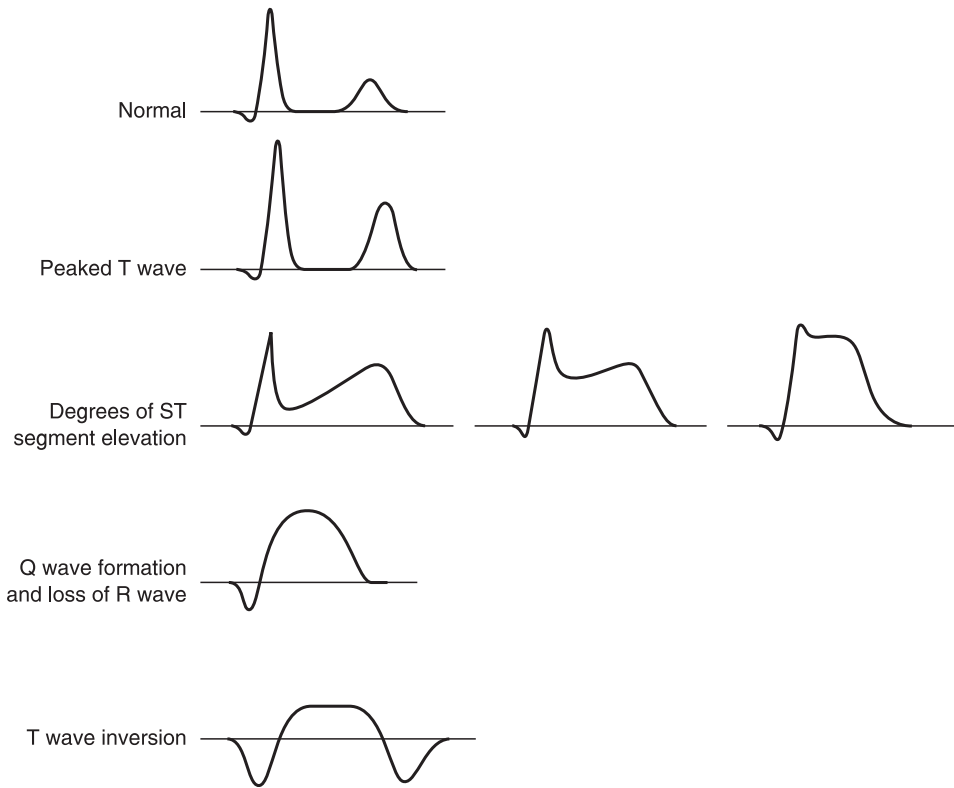 Normal
Peaked T wave
Degrees of ST
segment elevation
Q wave formation
and loss of R wave
T wave inversion